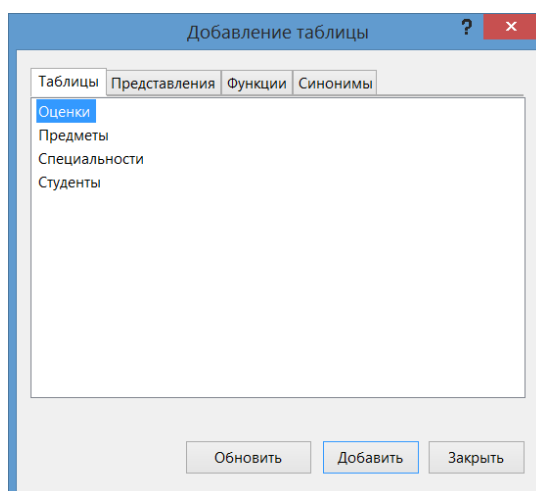 Добавление таблицы ? ×
Таблицы Представления Функции Синонимы
Оценки
Предметы
Специальности
Студенты
Обновить Добавить Закрыть